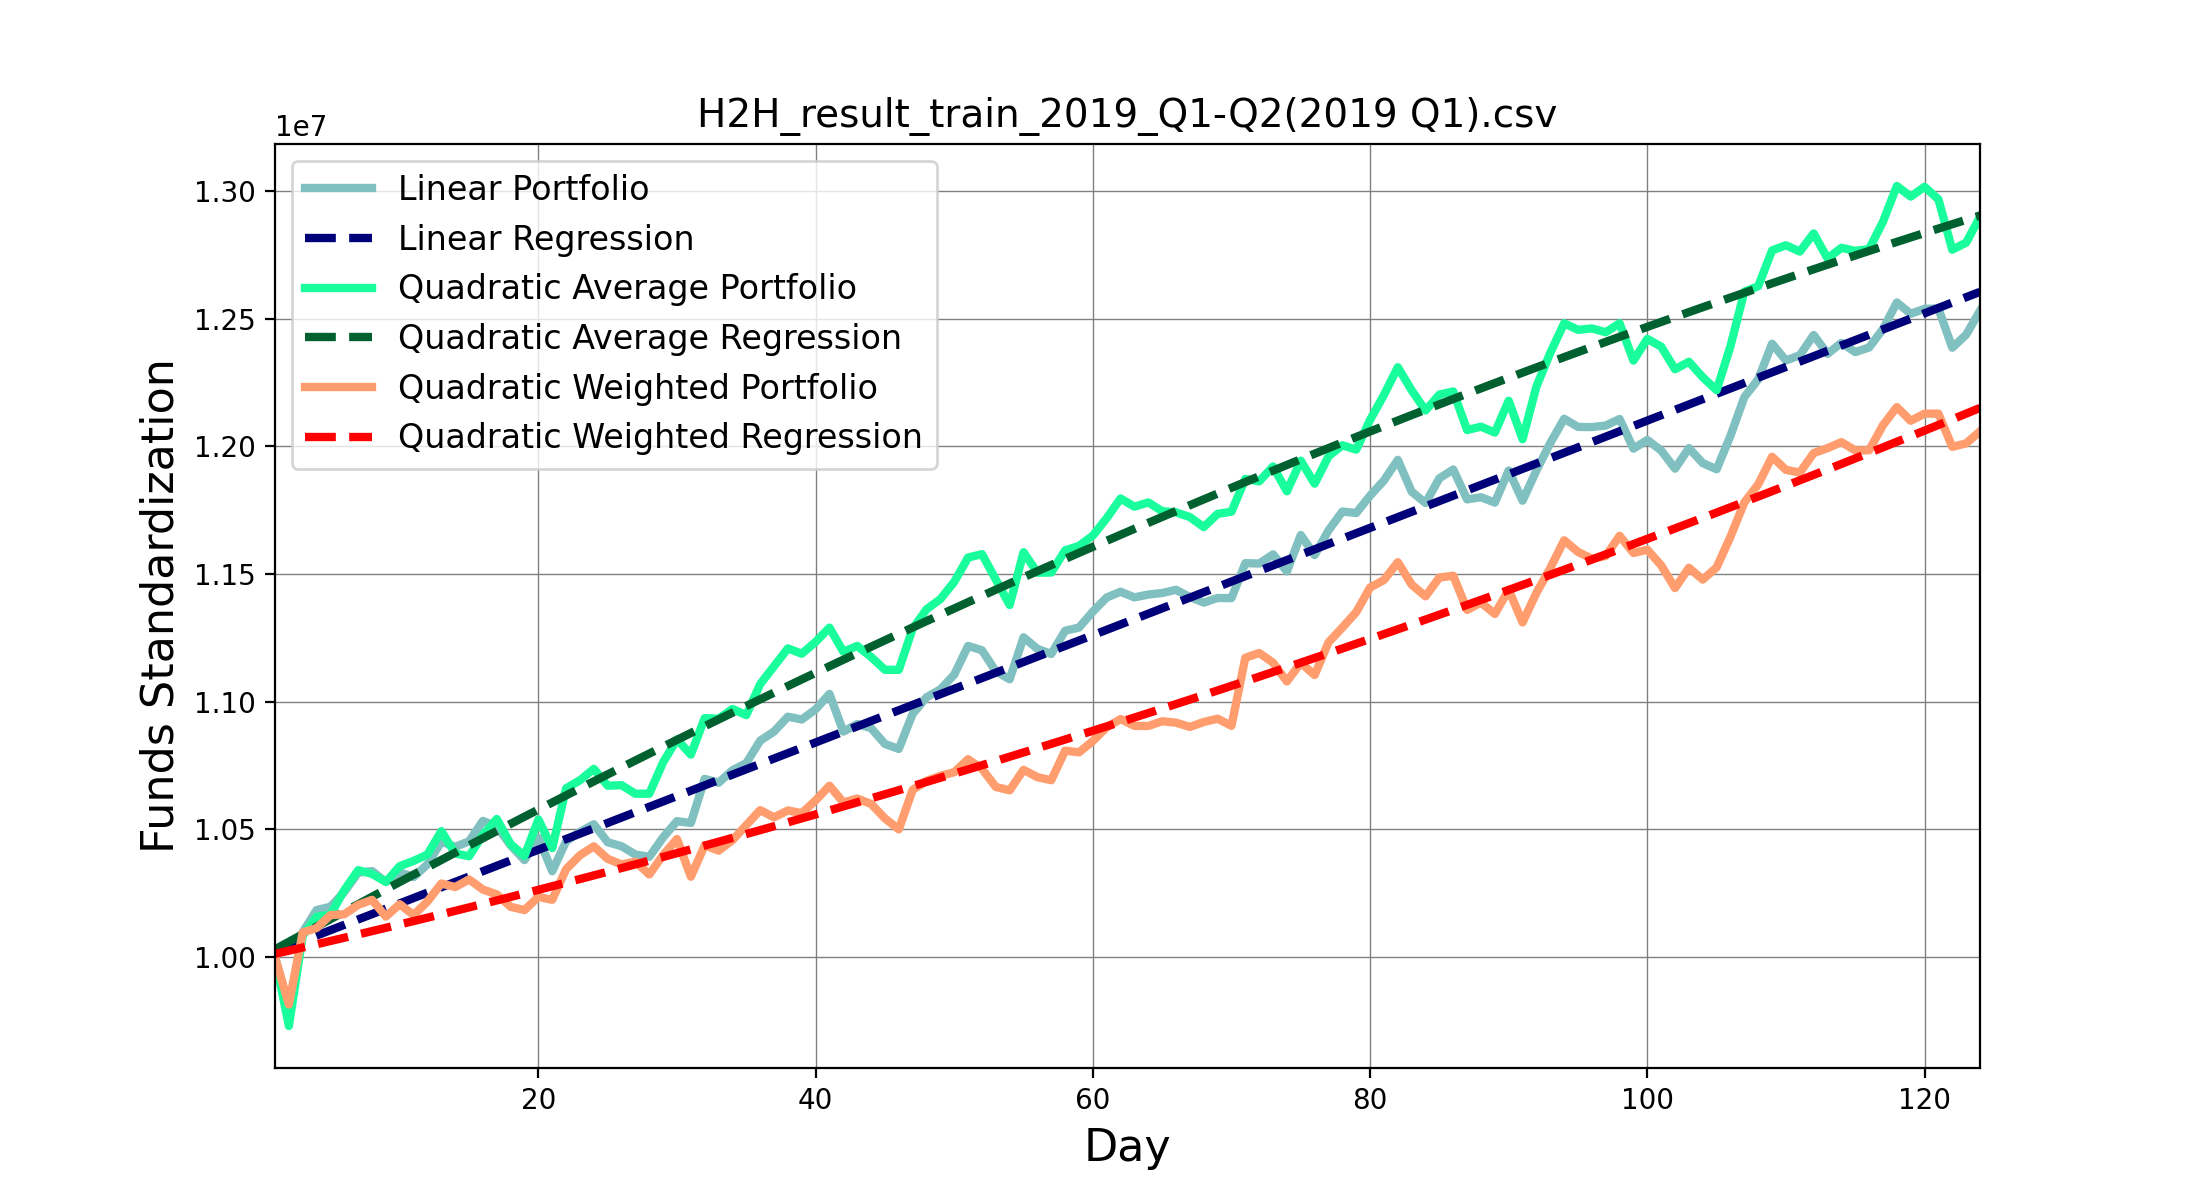 H2H_result_train_2019_Q1-Q2(2019 Q1).csv
1e7
Linear Portfolio
Linear Regression
Quadratic Average Portfolio
Quadratic Average Regression
Quadratic Weighted Portfolio
Quadratic Weighted Regression
1.30
1.25
1.20
1.15
1.10
1.05
1.00
Funds Standardization
20 40 60 80 100 120
Day